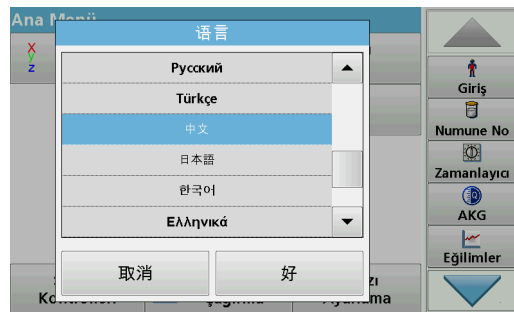 Ana Menü
语言
x
y
z
Русский
Türkçe
中文
日本語
한국어
Ελληνικά
取消
好
Giriş
Numune No
Zamanlayıcı
AKG
Eğilimler